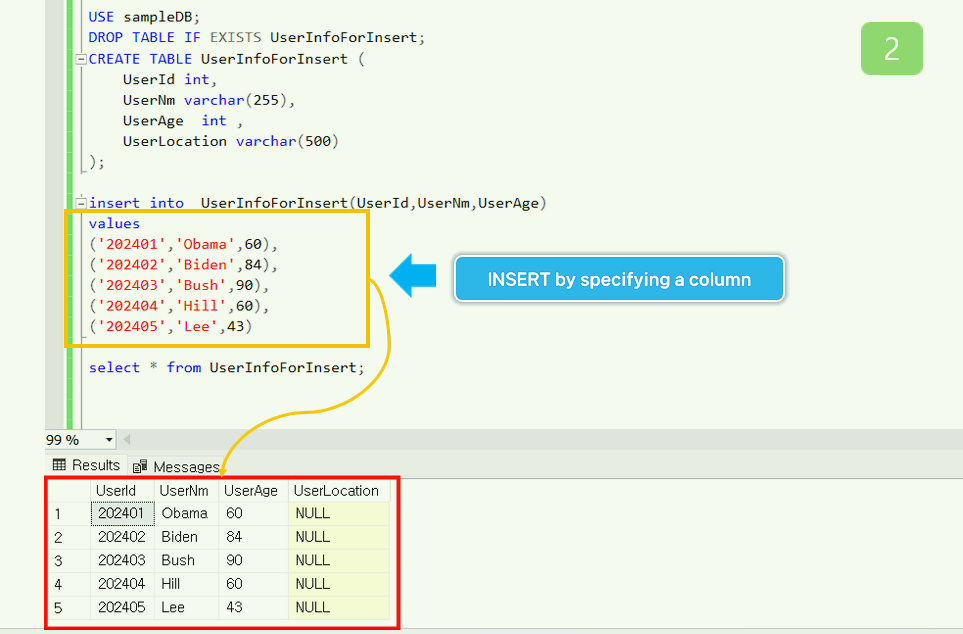 USE sampleDB;
2
DROP TABLE IF EXISTS UserInfoForInsert;
CREATE TABLE UserInfoForInsert (
UserId int,
UserNm varchar(255),
UserAge  int ,
UserLocation varchar(500)
);
insert into  UserInfoForInsert(UserId,UserNm,UserAge)
values
('202401','Obama',60),
('202402','Biden',84),
('202403','Bush',90),
('202404','Hill',60),
('202405','Lee',43)
INSERT by specifying a column
select * from UserInfoForInsert;
99 %
Results Messages
UserId UserNm UserAge UserLocation
1 202401 Obama 60 NULL
2 202402 Biden 84 NULL
3 202403 Bush 90 NULL
4 202404 Hill 60 NULL
5 202405 Lee 43 NULL